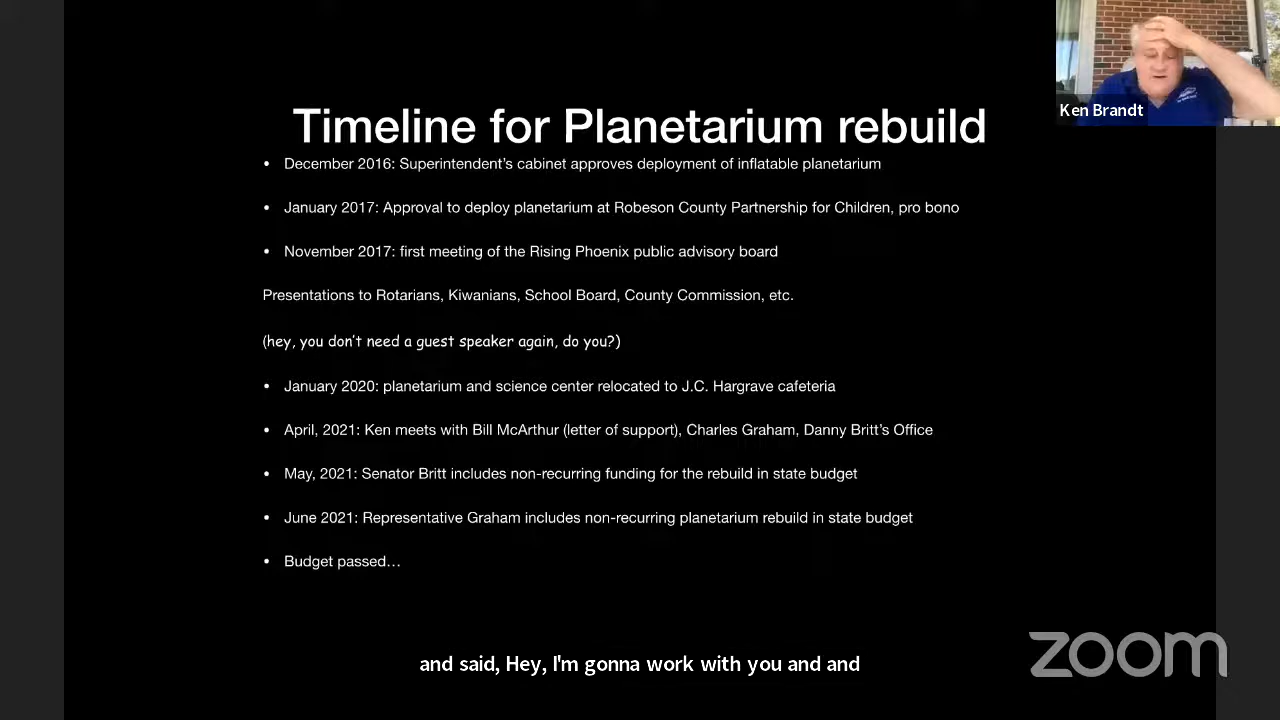 Ken Brandt
Timeline for Planetarium rebuild
• December 2016: Superintendent's cabinet approves deployment of inflatable planetarium
• January 2017: Approval to deploy planetarium at Robeson County Partnership for Children, pro bono
• November 2017: first meeting of the Rising Phoenix public advisory board
Presentations to Rotarians, Kiwanians, School Board, County Commission, etc.
(hey, you don't need a guest speaker again, do you?)
• January 2020: planetarium and science center relocated to J.C. Hargrave cafeteria
• April, 2021: Ken meets with Bill McArthur (letter of support), Charles Graham, Danny Britt's Office
• May, 2021: Senator Britt includes non-recurring funding for the rebuild in state budget
• June 2021: Representative Graham includes non-recurring planetarium rebuild in state budget
• Budget passed…
and said, Hey, I'm gonna work with you and and
zoom